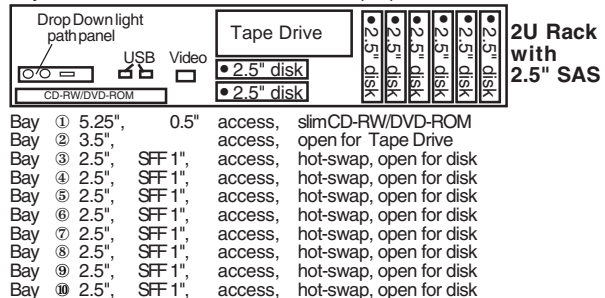 Drop Down light
path panel
USB
Video
Tape Drive
2.5" disk
2.5" disk
CD-RW/DVD-ROM
2.5" disk
2.5" disk
2.5" disk
2.5" disk
2.5" disk
2.5" disk
2U Rack
with
2.5" SAS
Bay ① 5.25", 0.5" access, slimCD-RW/DVD-ROM
Bay ② 3.5", access, open for Tape Drive
Bay ③ 2.5", SFF 1", access, hot-swap, open for disk
Bay ④ 2.5", SFF 1", access, hot-swap, open for disk
Bay ⑤ 2.5", SFF 1", access, hot-swap, open for disk
Bay ⑥ 2.5", SFF 1", access, hot-swap, open for disk
Bay ⑦ 2.5", SFF 1", access, hot-swap, open for disk
Bay ⑧ 2.5", SFF 1", access, hot-swap, open for disk
Bay ⑨ 2.5", SFF 1", access, hot-swap, open for disk
Bay ⑩ 2.5", SFF 1", access, hot-swap, open for disk